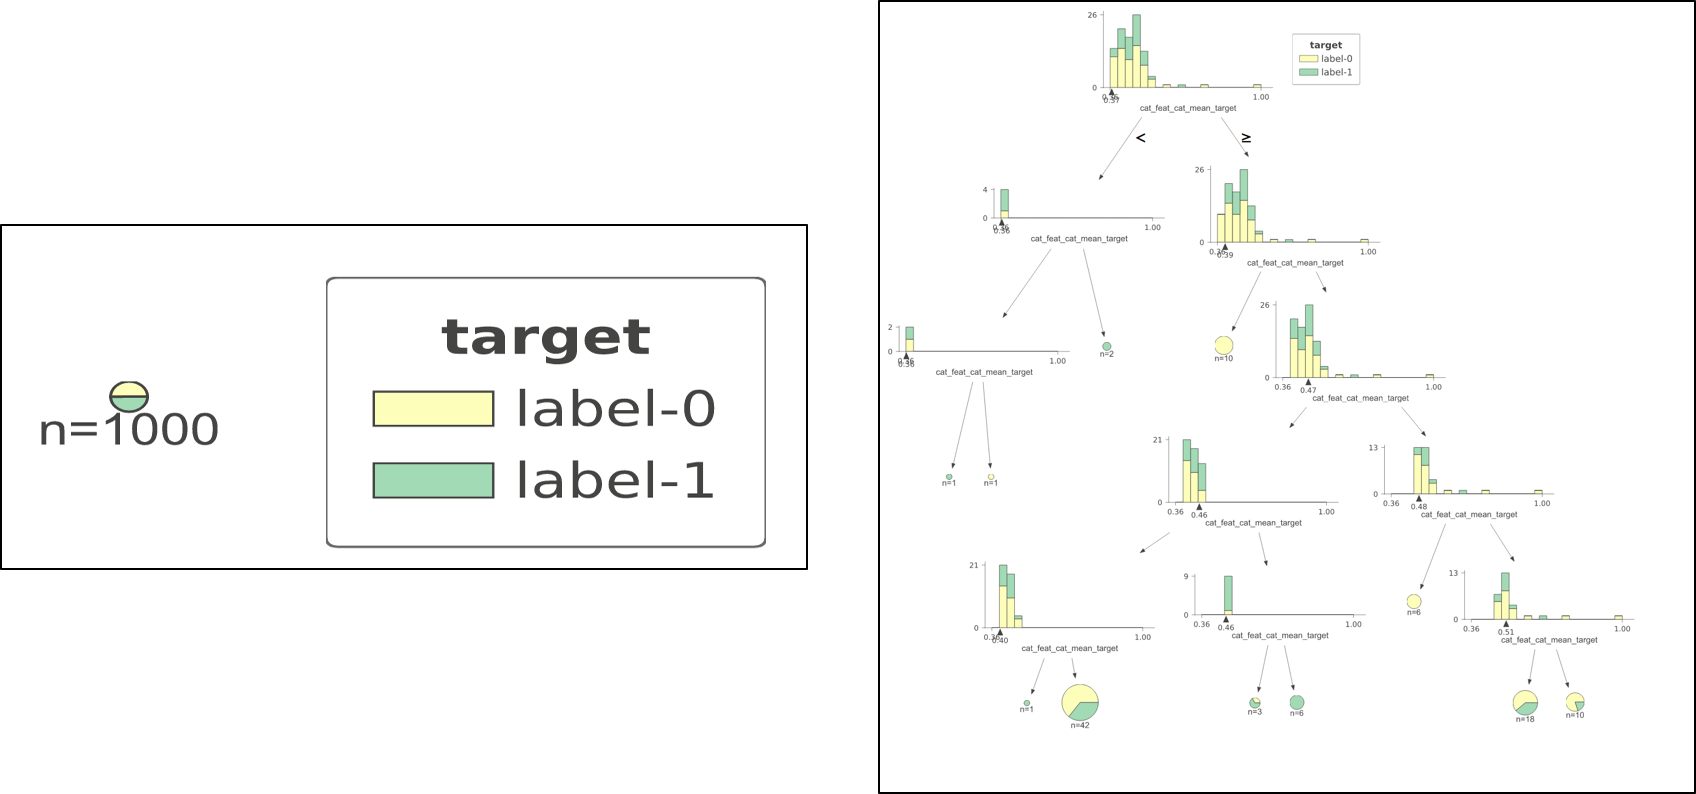 n=1000
target
label-0
label-1
26
0
0.37
1.00
cat_feat_cat_mean_target
target
label-0
label-1
<
≥
4
0
0.36
1.00
cat_feat_cat_mean_target
26
0
0.39
1.00
cat_feat_cat_mean_target
2
0
0.36
1.00
cat_feat_cat_mean_target
n=2
n=10
26
0
0.36
0.47
1.00
cat_feat_cat_mean_target
n=1
n=1
21
0
0.36
0.46
1.00
cat_feat_cat_mean_target
13
0
0.36
0.48
1.00
cat_feat_cat_mean_target
21
0
0.36
0.40
1.00
cat_feat_cat_mean_target
9
0
0.36
0.46
1.00
cat_feat_cat_mean_target
n=6
13
0
0.36
0.51
1.00
cat_feat_cat_mean_target
n=1
n=42
n=3
n=6
n=18
n=10